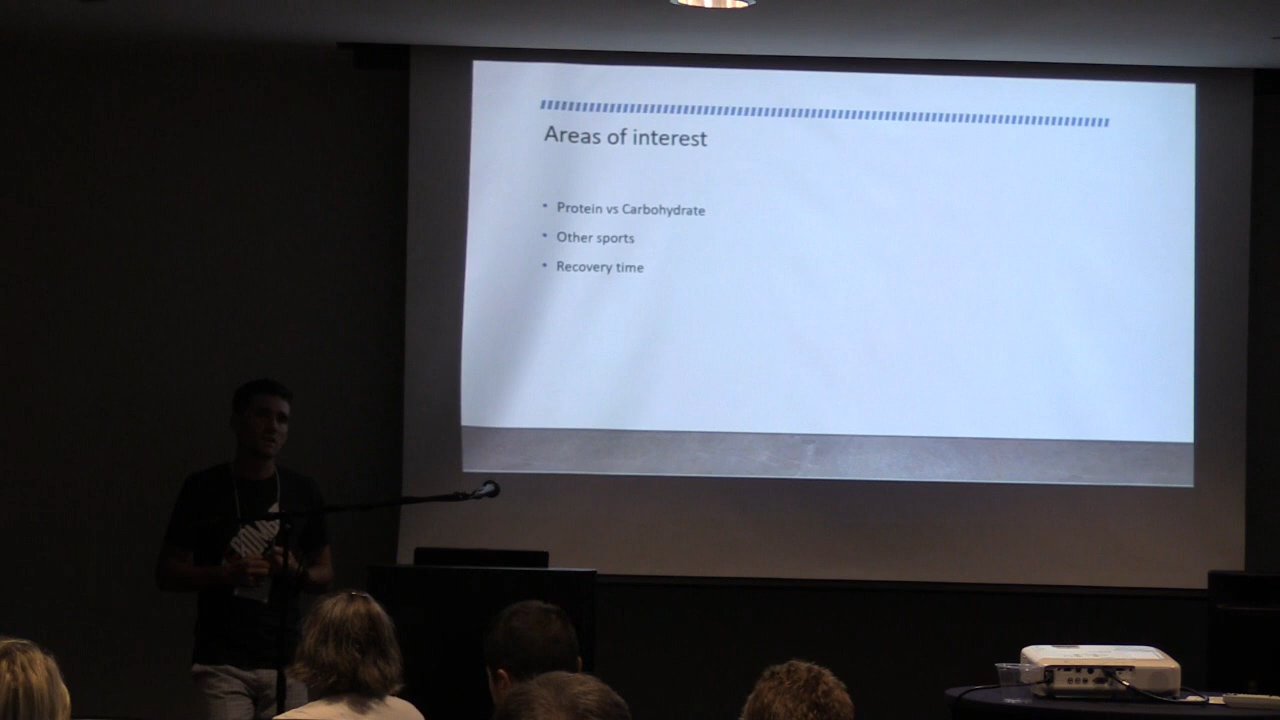 Areas of interest
• Protein vs Carbohydrate
• Other sports
• Recovery time